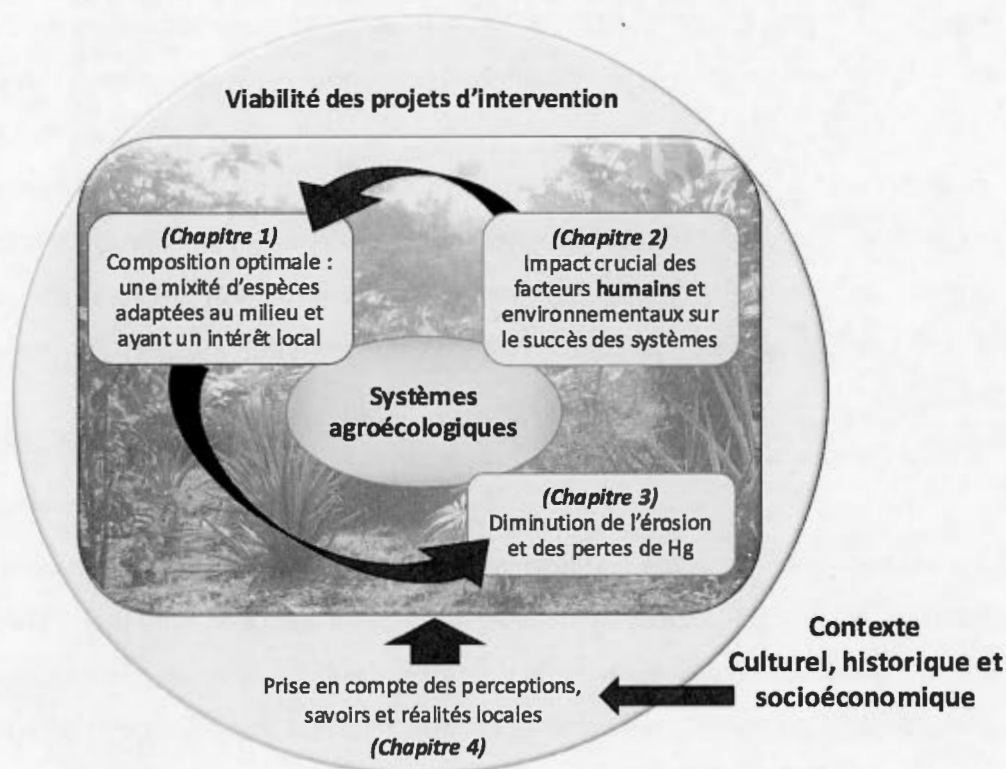 Viabilité des projets d'intervention
(Chapitre 1)
Composition optimale :
une mixité d'espèces
adaptées au milieu et
ayant un intérêt local
(Chapitre 2)
Impact crucial des
facteurs humains et
environnementaux sur
le succès des systèmes
Systèmes
agroécologiques
(Chapitre 3)
Diminution de l'érosion
et des pertes de Hg
Prise en compte des perceptions,
savoirs et réalités locales
(Chapitre 4)
Contexte
Culturel, historique et
socioéconomique